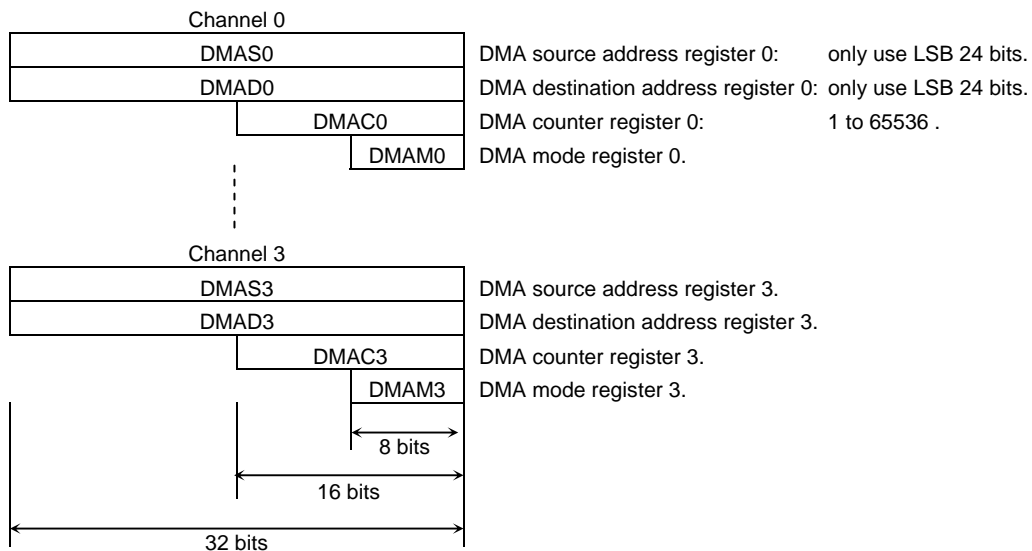 Channel 0
DMAS0 DMA source address register 0: only use LSB 24 bits.
DMAD0 DMA destination address register 0: only use LSB 24 bits.
DMAC0 DMA counter register 0: 1 to 65536 .
DMAM0 DMA mode register 0.
Channel 3
DMAS3 DMA source address register 3.
DMAD3 DMA destination address register 3.
DMAC3 DMA counter register 3.
DMAM3 DMA mode register 3.
8 bits
16 bits
32 bits